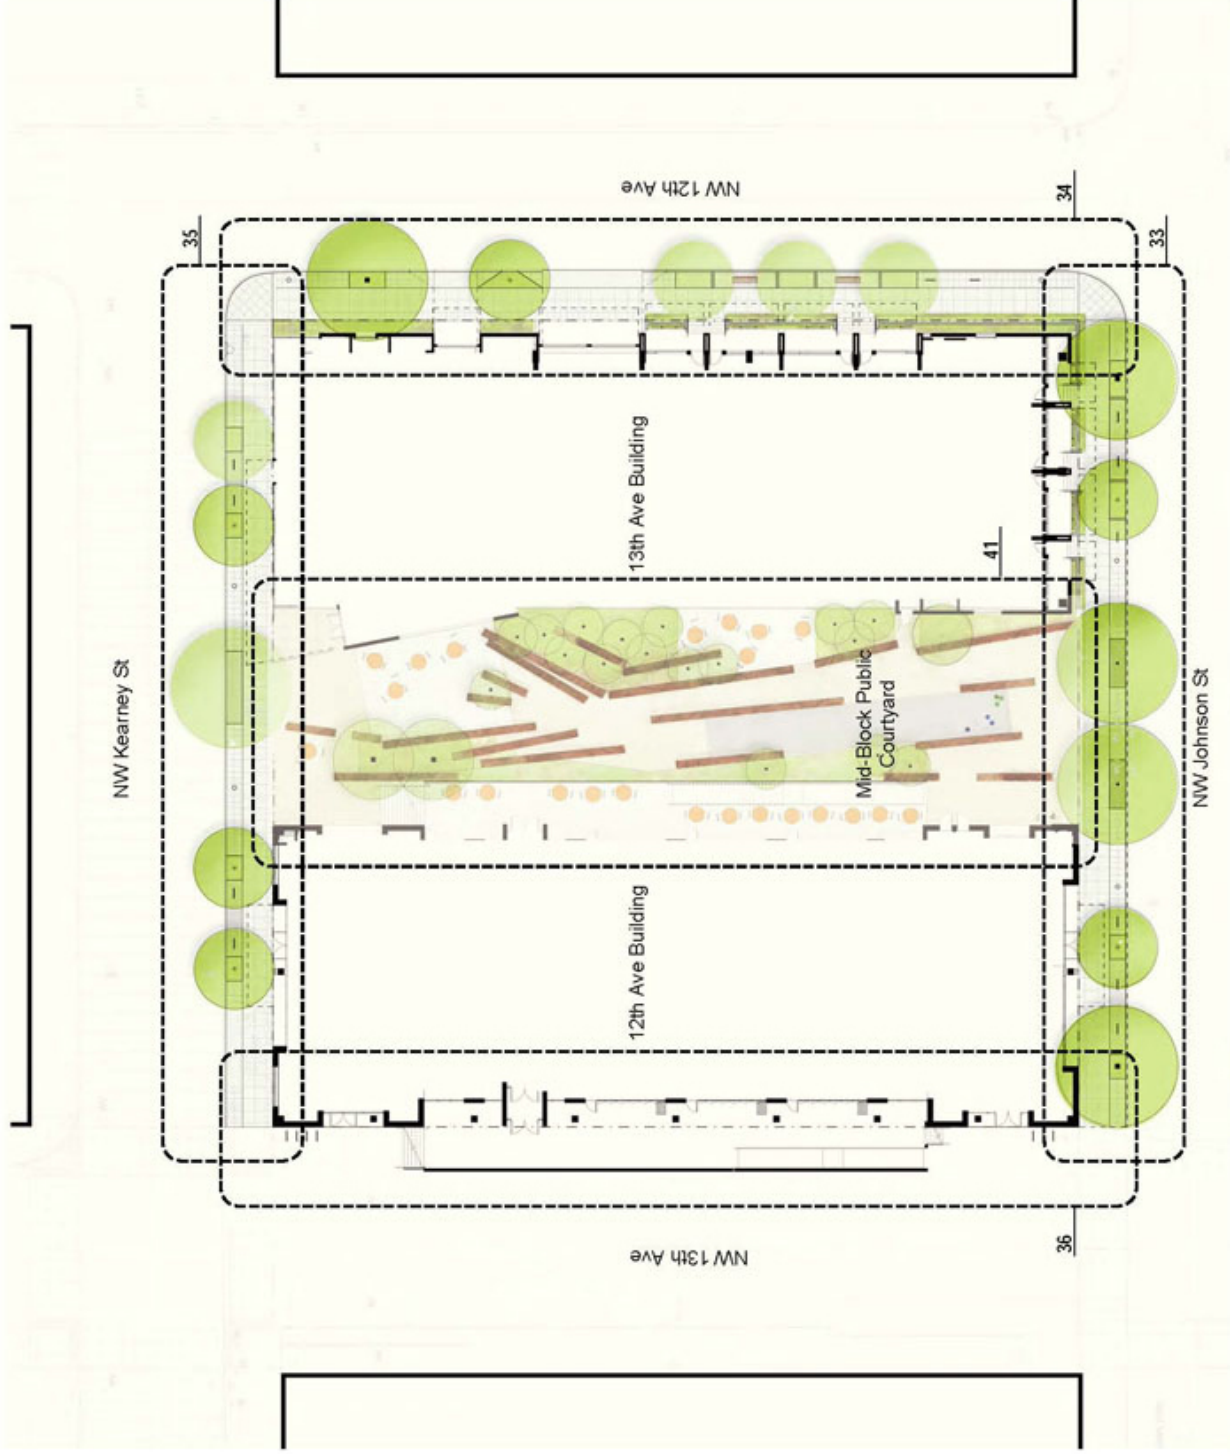 NW 12th Ave
34
35
33
NW Kearney St
13th Ave Building
41
Mid-Block Public
Courtyard
NW Johnson St
12th Ave Building
NW 13th Ave
36